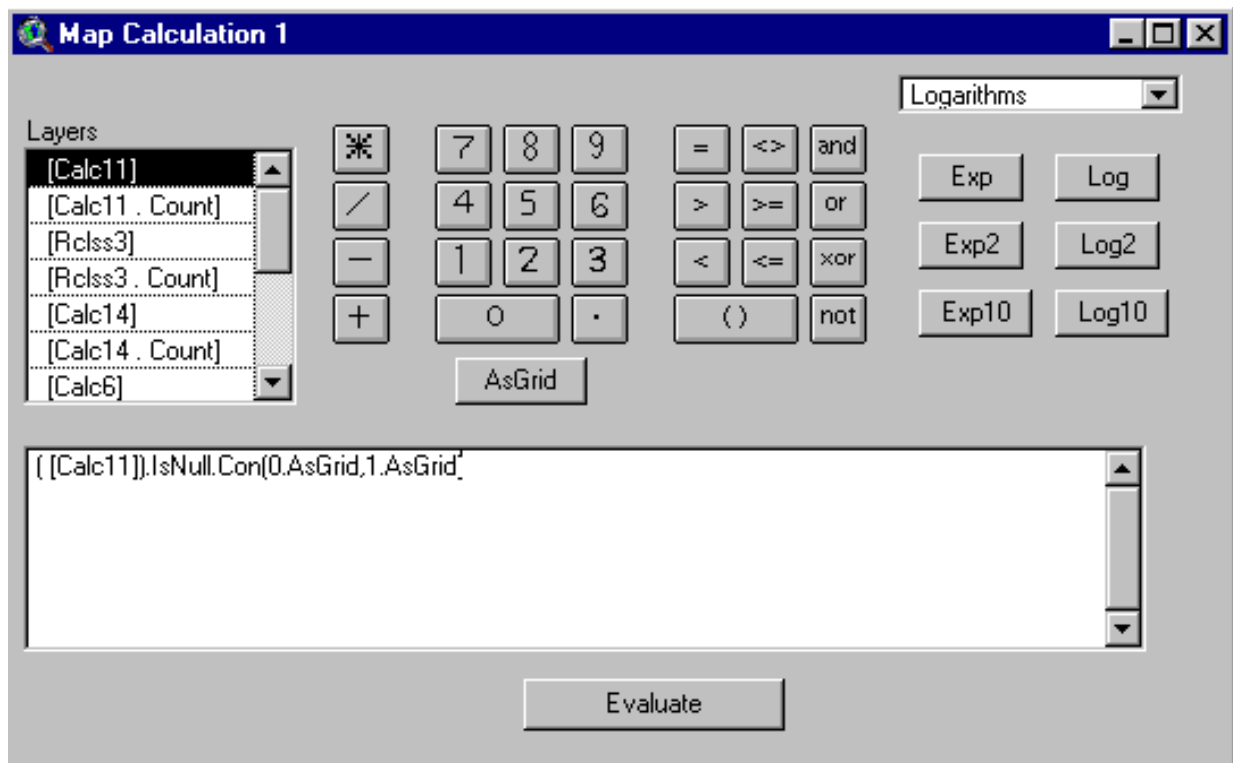 Map Calculation 1
Logarithms
Layers
[Calc11]
[Calc11 . Count]
[Rclss3]
[Rclss3 . Count]
[Calc14]
[Calc14 . Count]
[Calc6]
* 7 8 9 = <> and
/ 4 5 6 > >= or
- 1 2 3 < <= xor
+ 0 . ( ) not
AsGrid
Exp Log
Exp2 Log2
Exp10 Log10
( [Calc11]).IsNull.Con(0.AsGrid,1.AsGrid
Evaluate